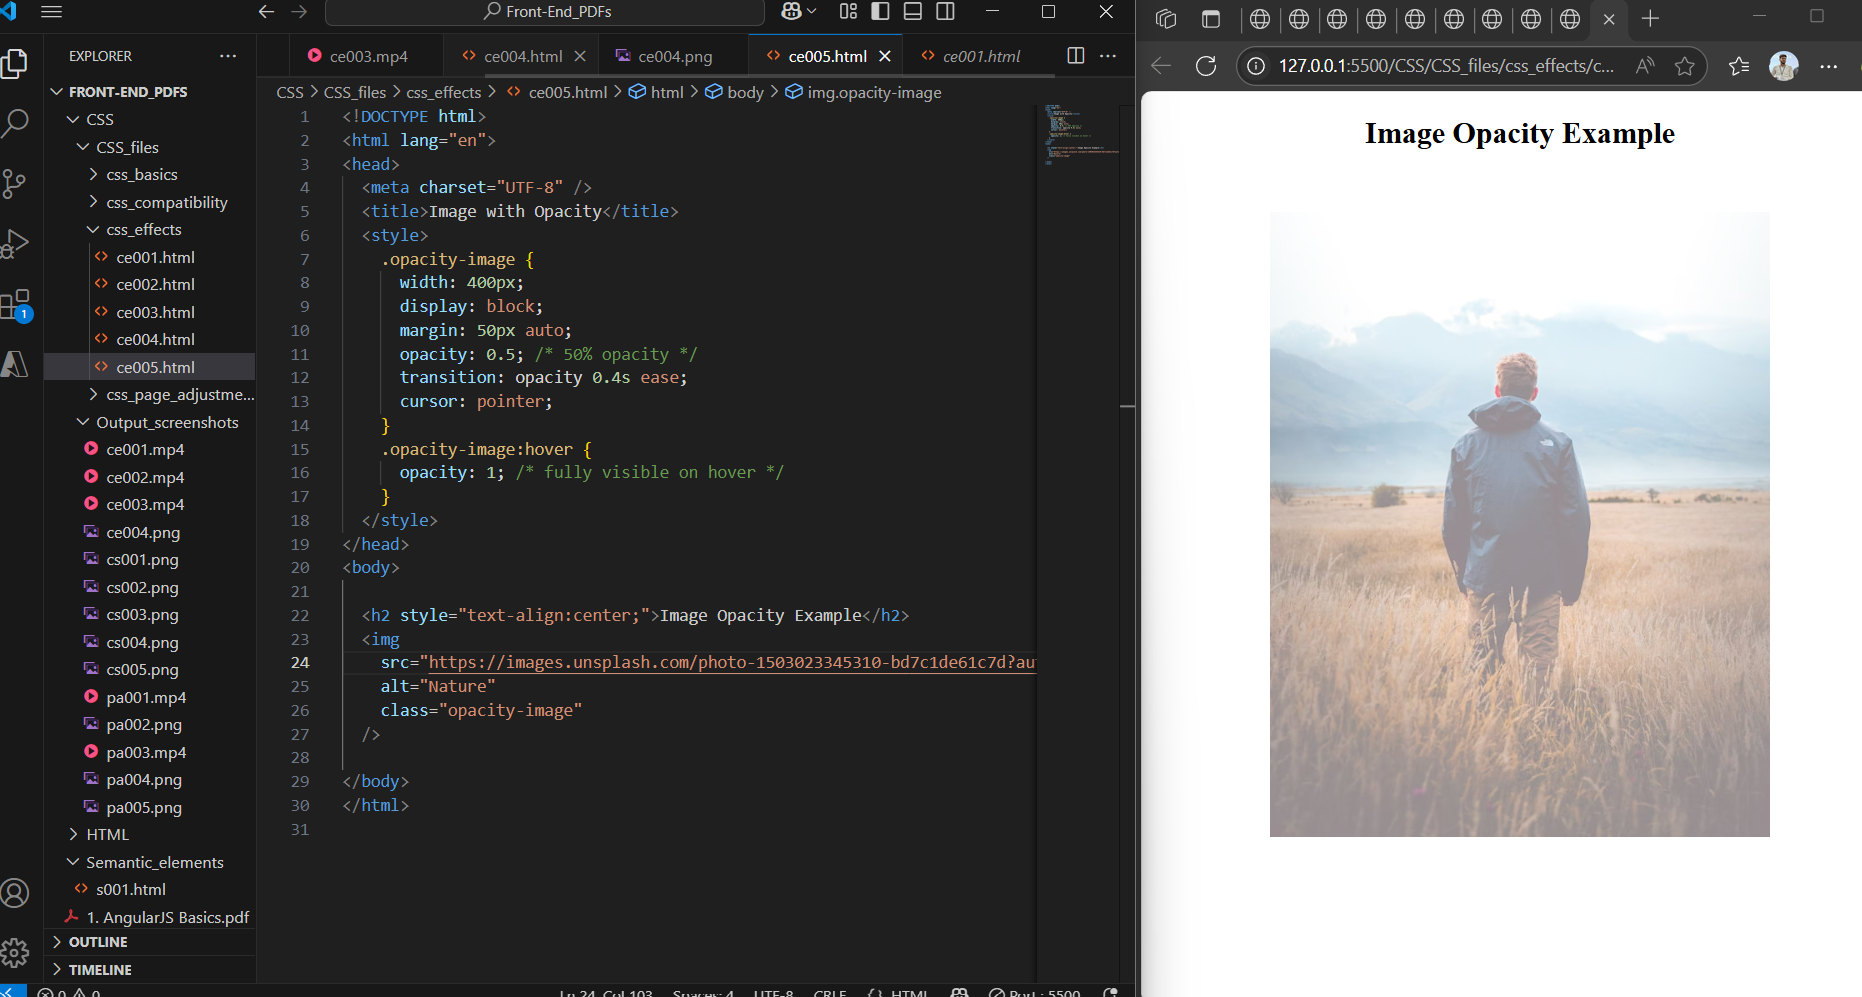 Front-End_PDFs
EXPLORER
FRONT-END_PDFS
CSS
CSS_files
css_basics
css_compatibility
css_effects
ce001.html
ce002.html
ce003.html
ce004.html
ce005.html
css_page_adjustme...
Output_screenshots
ce001.mp4
ce002.mp4
ce003.mp4
ce004.png
cs001.png
cs002.png
cs003.png
cs004.png
cs005.png
pa001.mp4
pa002.png
pa003.mp4
pa004.png
pa005.png
HTML
Semantic_elements
s001.html
1. AngularJS Basics.pdf
OUTLINE
TIMELINE
1
ce003.mp4 ce004.html ce004.png ce005.html ce001.html
CSS > CSS_files > css_effects > ce005.html > html > body > img.opacity-image
1 <!DOCTYPE html>
2 <html lang="en">
3 <head>
4 <meta charset="UTF-8" />
5 <title>Image with Opacity</title>
6 <style>
7 .opacity-image {
8 width: 400px;
9 display: block;
10 margin: 50px auto;
11 opacity: 0.5; /* 50% opacity */
12 transition: opacity 0.4s ease;
13 cursor: pointer;
14 }
15 .opacity-image:hover {
16 opacity: 1; /* fully visible on hover */
17 }
18 </style>
19 </head>
20 <body>
21
22 <h2 style="text-align:center;">Image Opacity Example</h2>
23 <img
24 src="https://images.unsplash.com/photo-1503023345310-bd7c1de61c7d?au
25 alt="Nature"
26 class="opacity-image"
27 />
28
29 </body>
30 </html>
31
0 0 Ln 24, Col 103 Spaces: 4 UTF-8 CRLF {} HTML Port : 5500
127.0.0.1:5500/CSS/CSS_files/css_effects/c...
Image Opacity Example